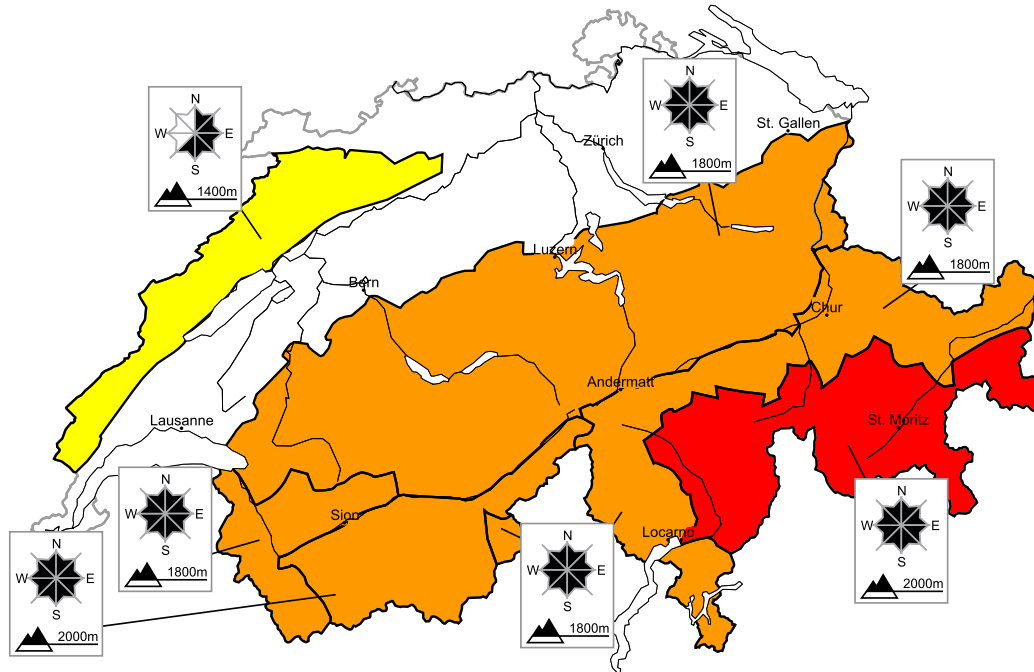 N
W E
S
1400m
N
W E
S
1800m
St. Gallen
Zürich
N
W E
S
1800m
Luzern
Bern
Chur
Andermatt
Lausanne
St. Moritz
N
W E
S
1800m
Sion
N
W E
S
2000m
Locarno
N
W E
S
2000m
N
W E
S
1800m